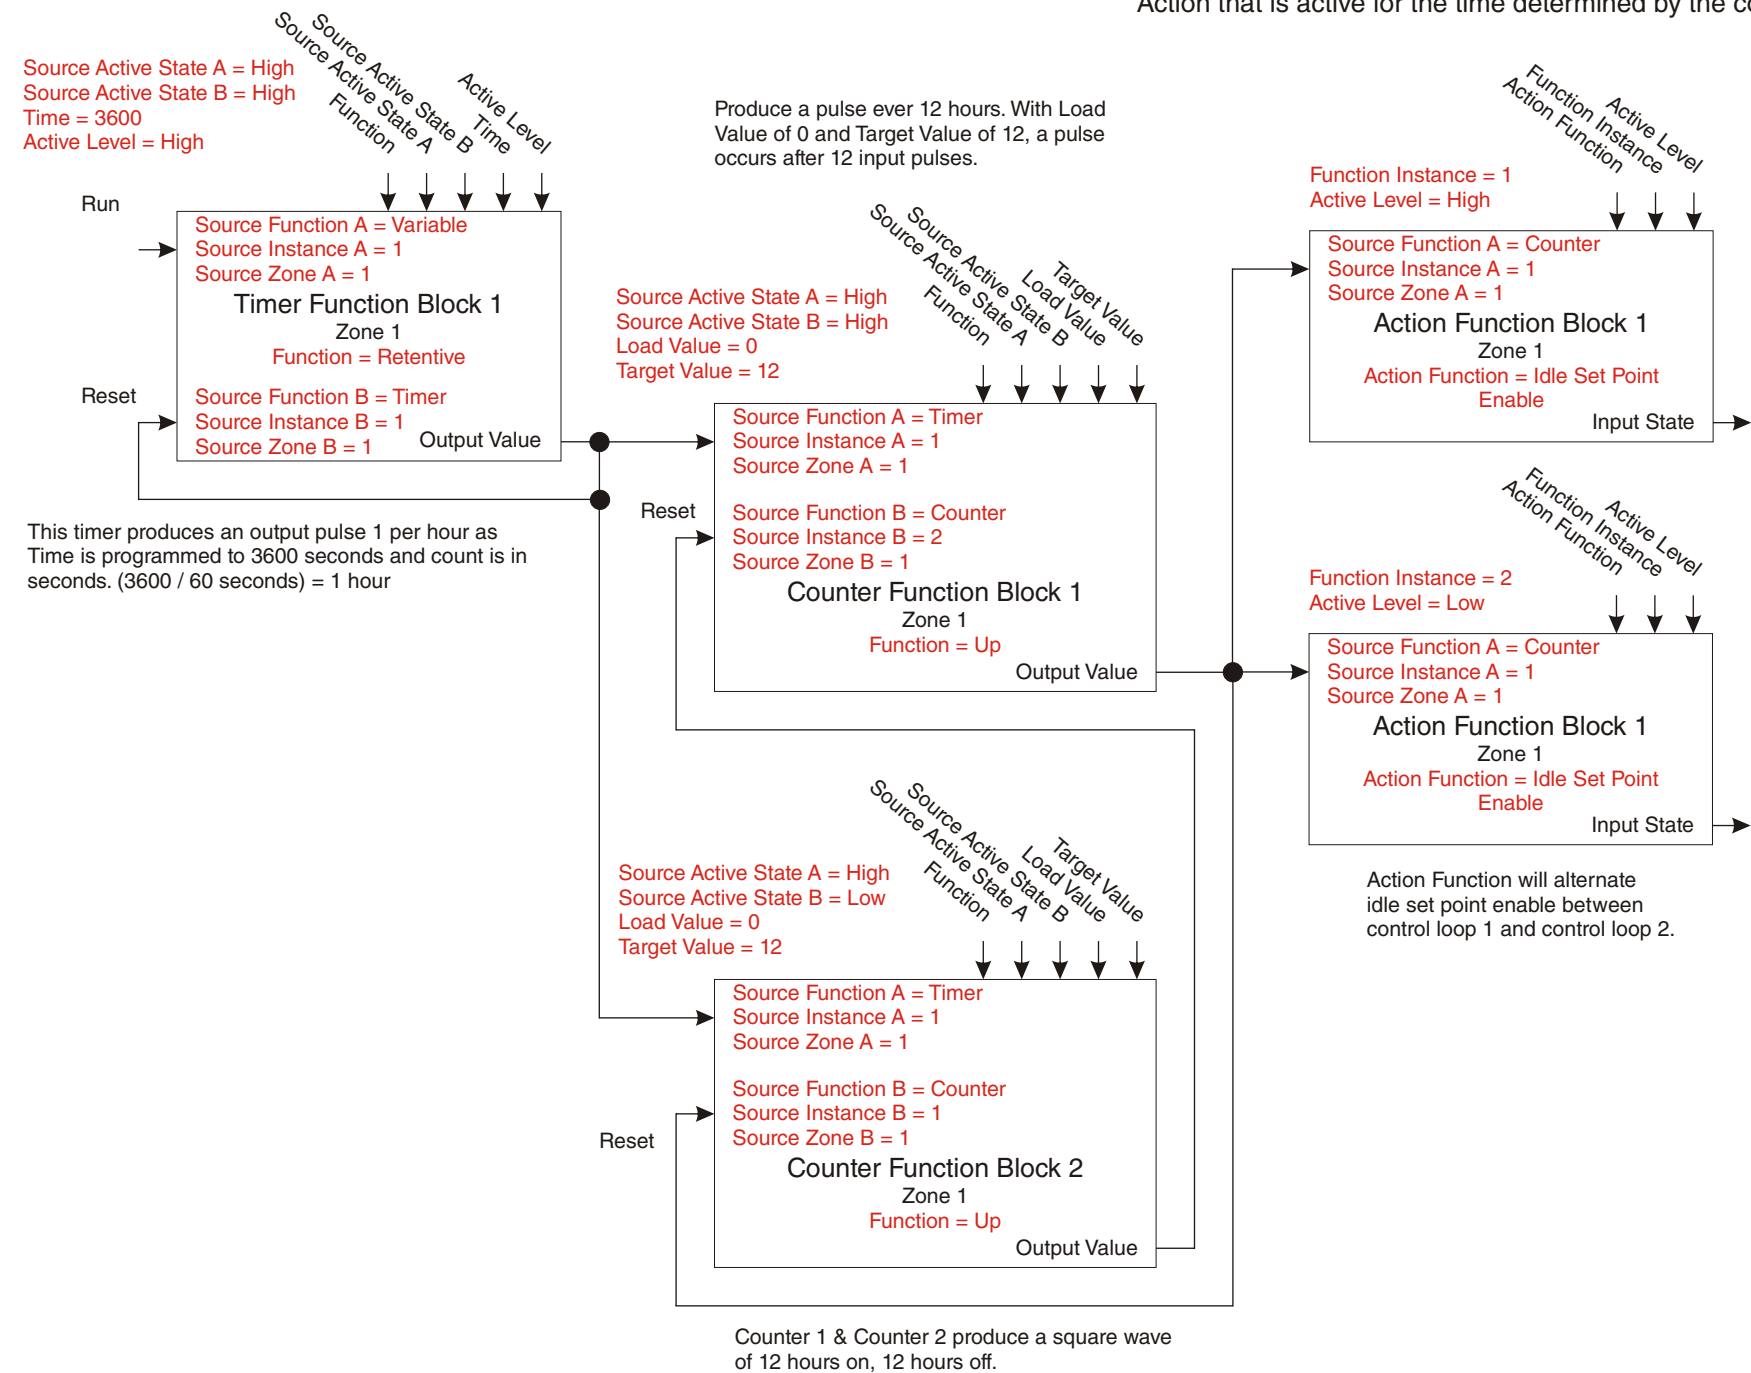 Action that is active for the time determined by the co
Source Active State A = High
Source Active State B = High
Time = 3600
Active Level = High
Function
Source Active State A
Source Active State B
Time
Active Level
Run
Source Function A = Variable
Source Instance A = 1
Source Zone A = 1
Timer Function Block 1
Zone 1
Function = Retentive
Reset
Source Function B = Timer
Source Instance B = 1
Source Zone B = 1
Output Value
This timer produces an output pulse 1 per hour as
Time is programmed to 3600 seconds and count is in
seconds. (3600 / 60 seconds) = 1 hour
Produce a pulse ever 12 hours. With Load
Value of 0 and Target Value of 12, a pulse
occurs after 12 input pulses.
Source Active State A = High
Source Active State B = High
Load Value = 0
Target Value = 12
Function
Source Active State A
Source Active State B
Load Value
Target Value
Source Function A = Timer
Source Instance A = 1
Source Zone A = 1
Reset
Source Function B = Counter
Source Instance B = 2
Source Zone B = 1
Counter Function Block 1
Zone 1
Function = Up
Output Value
Source Active State A = High
Source Active State B = Low
Load Value = 0
Target Value = 12
Function
Source Active State A
Source Active State B
Load Value
Target Value
Source Function A = Timer
Source Instance A = 1
Source Zone A = 1
Source Function B = Counter
Source Instance B = 1
Source Zone B = 1
Reset
Counter Function Block 2
Zone 1
Function = Up
Output Value
Counter 1 & Counter 2 produce a square wave
of 12 hours on, 12 hours off.
Function Instance = 1
Active Level = High
Action Function
Function Instance
Active Level
Source Function A = Counter
Source Instance A = 1
Source Zone A = 1
Action Function Block 1
Zone 1
Action Function = Idle Set Point
Enable
Input State
Function Instance = 2
Active Level = Low
Action Function
Function Instance
Active Level
Source Function A = Counter
Source Instance A = 1
Source Zone A = 1
Action Function Block 1
Zone 1
Action Function = Idle Set Point
Enable
Input State
Action Function will alternate
idle set point enable between
control loop 1 and control loop 2.